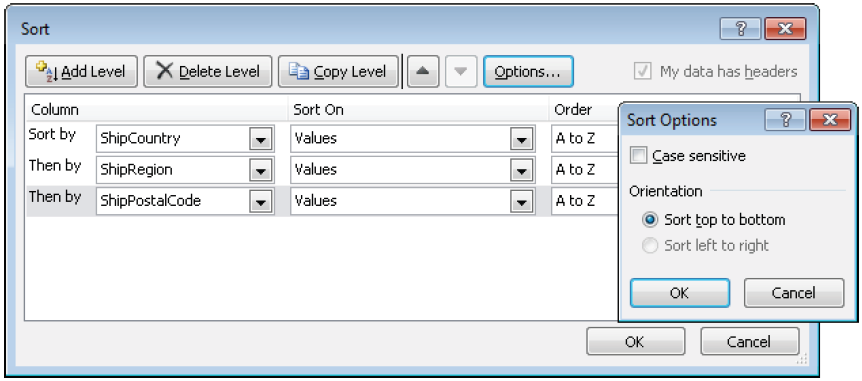 Sort
Add Level Delete Level Copy Level Options... My data has headers
Column Sort On Order
Sort by ShipCountry Values A to Z
Then by ShipRegion Values A to Z
Then by ShipPostalCode Values A to Z
OK Cancel
Sort Options
Case sensitive
Orientation
Sort top to bottom
Sort left to right
OK Cancel